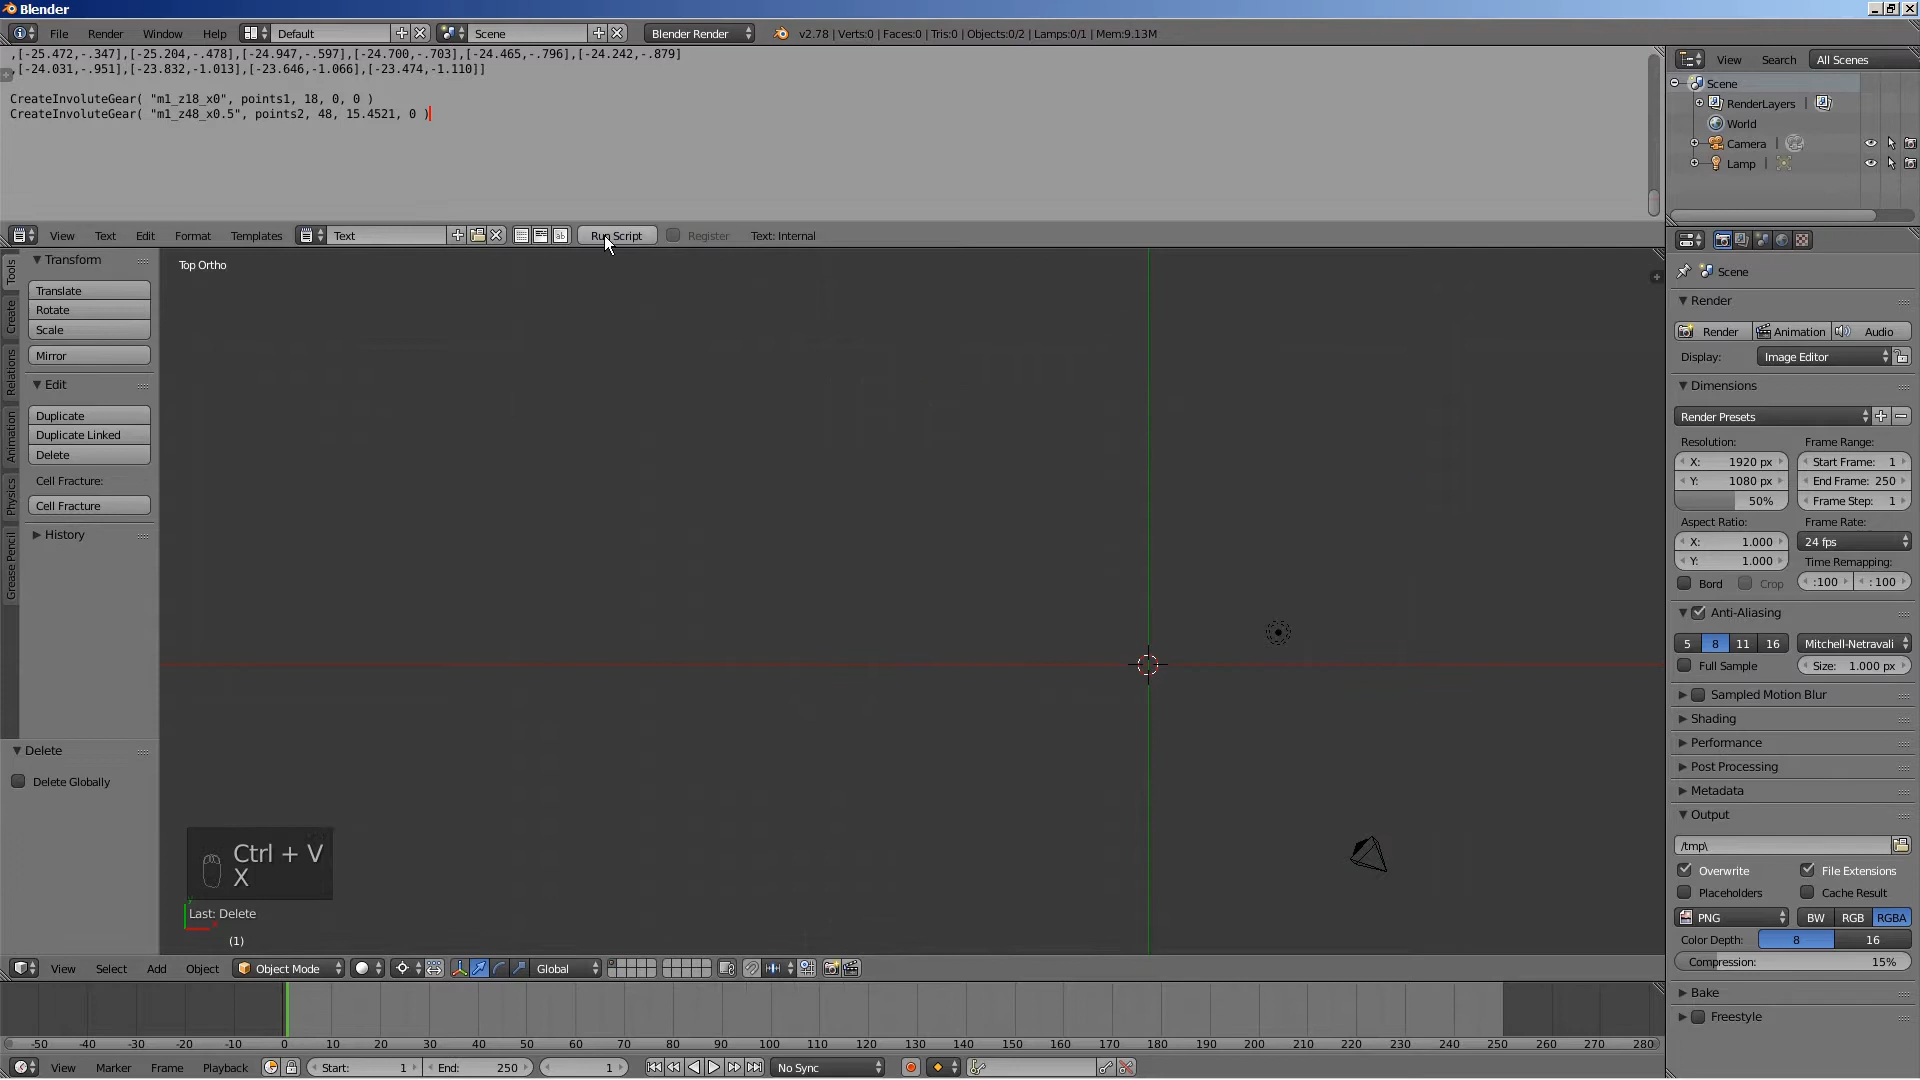 Blender
File Render Window Help Default Scene Blender Render v2.78 | Verts:0 | Faces:0 | Tris:0 | Objects:0/2 | Lamps:0/1 | Mem:9.13M
,[-25.472,-.347],[-25.204,-.478],[-24.947,-.597],[-24.700,-.703],[-24.465,-.796],[-24.242,-.879]
,[-24.031,-.951],[-23.832,-1.013],[-23.646,-1.066],[-23.474,-1.110]]
CreateInvoluteGear( "m1_z18_x0", points1, 18, 0, 0 )
CreateInvoluteGear( "m1_z48_x0.5", points2, 48, 15.4521, 0 )
View Text Edit Format Templates Text Run Script Register Text: Internal
Top Ortho
Tools
Create
Relations
Animation
Physics
Grease Pencil
Transform
Translate
Rotate
Scale
Mirror
Edit
Duplicate
Duplicate Linked
Delete
Cell Fracture:
Cell Fracture
History
Delete
Delete Globally
Ctrl + V
X
Last: Delete
(1)
View Select Add Object Object Mode Global
-50 -40 -30 -20 -10 0 10 20 30 40 50 60 70 80 90 100 110 120 130 140 150 160 170 180 190 200 210 220 230 240 250 260 270 280
View Marker Frame Playback Start: 1 End: 250 1 No Sync
View Search All Scenes
Scene
RenderLayers
World
Camera
Lamp
Scene
Render
Render Animation Audio
Display: Image Editor
Dimensions
Render Presets
Resolution: Frame Range:
X: 1920 px Start Frame: 1
Y: 1080 px End Frame: 250
50% Frame Step: 1
Aspect Ratio: Frame Rate:
X: 1.000 24 fps
Y: 1.000 Time Remapping:
Bord Crop :100 :100
Anti-Aliasing
5 8 11 16 Mitchell-Netravali
Full Sample Size: 1.000 px
Sampled Motion Blur
Shading
Performance
Post Processing
Metadata
Output
/tmp\
Overwrite File Extensions
Placeholders Cache Result
PNG BW RGB RGBA
Color Depth: 8 16
Compression: 15%
Bake
Freestyle